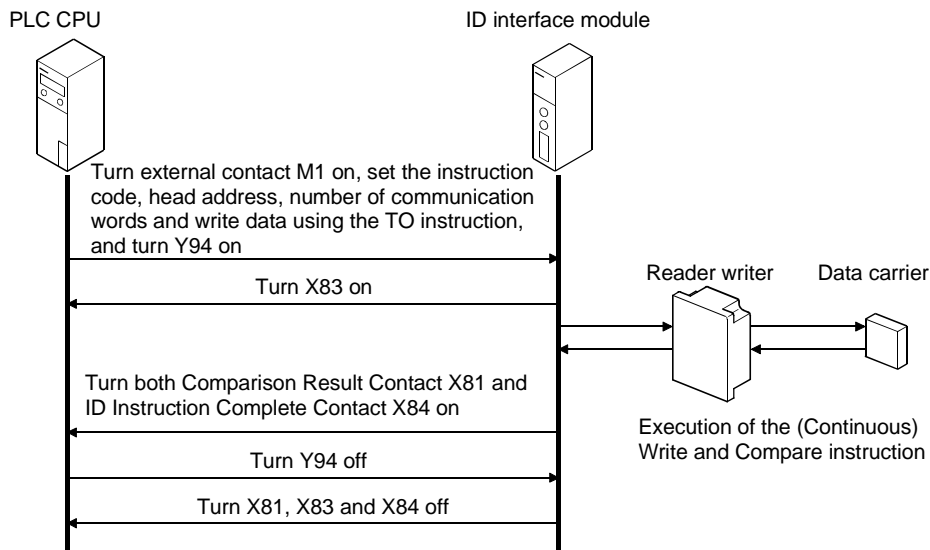 PLC CPU
ID interface module
Turn external contact M1 on, set the instruction
code, head address, number of communication
words and write data using the TO instruction,
and turn Y94 on
Turn X83 on
Reader writer
Data carrier
Turn both Comparison Result Contact X81 and
ID Instruction Complete Contact X84 on
Execution of the (Continuous)
Write and Compare instruction
Turn Y94 off
Turn X81, X83 and X84 off